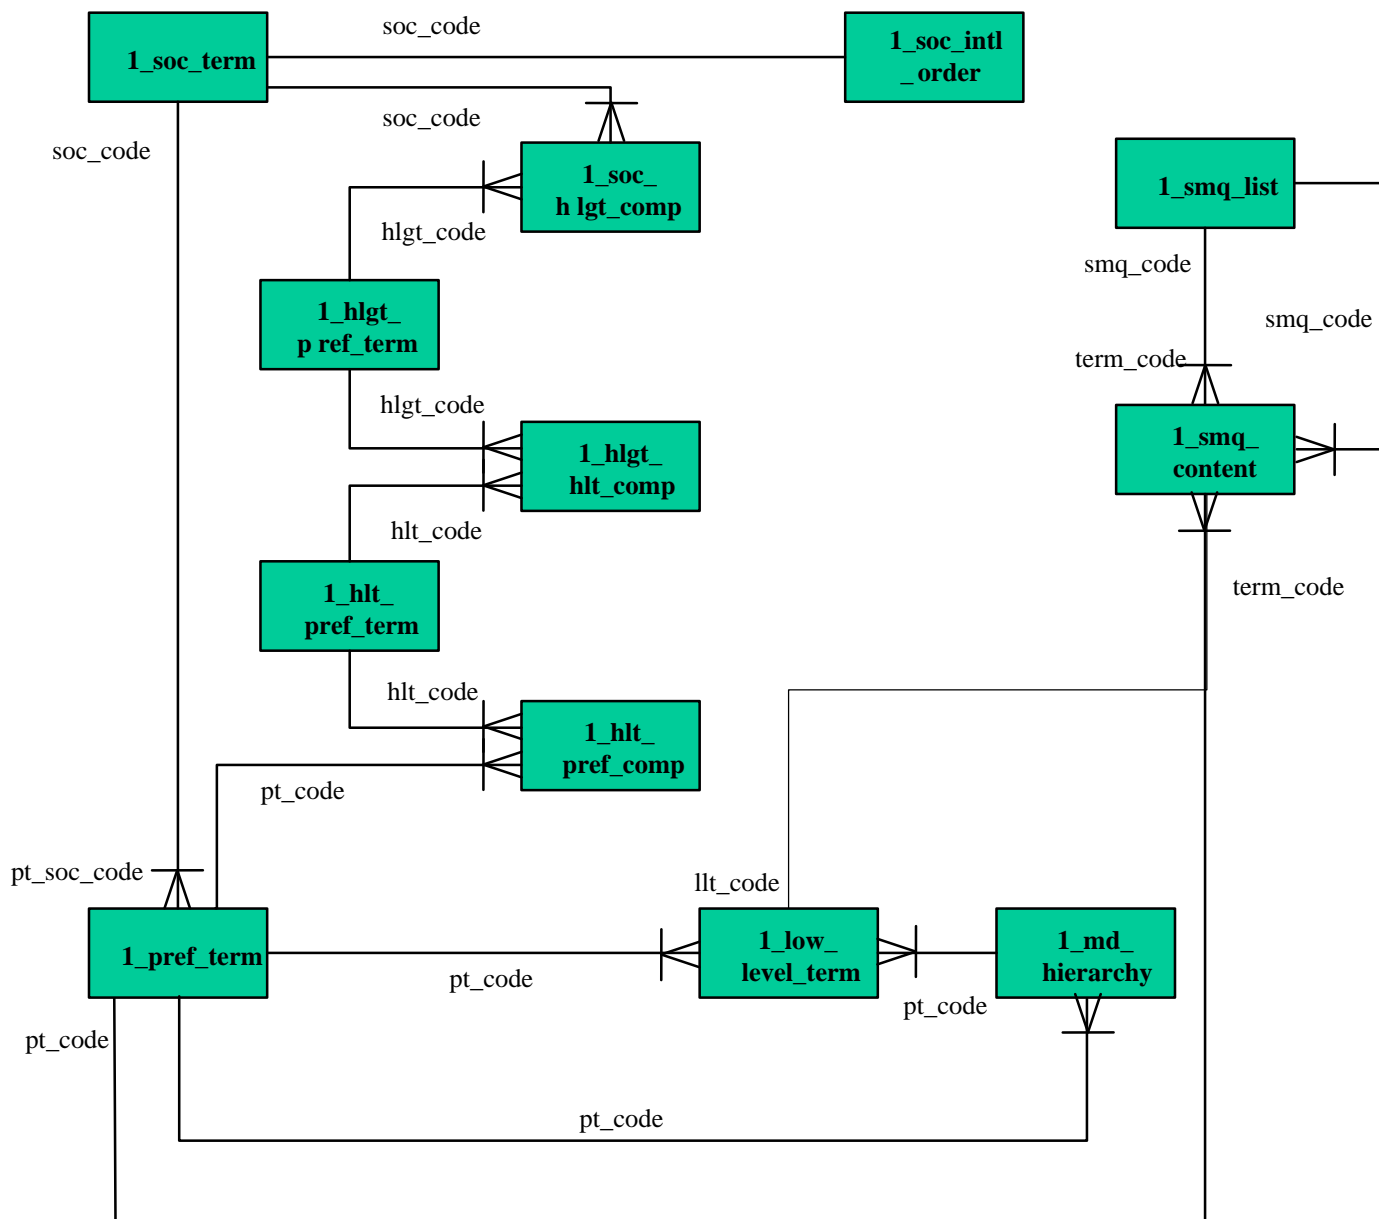 soc_code
1_soc_term
1_soc_intl
_ order
soc_code
soc_code
1_soc_
h lgt_comp
1_smq_list
hlgt_code
smq_code
1_hlgt_
p ref_term
smq_code
term_code
hlgt_code
1_hlgt_
hlt_comp
1_smq_
content
hlt_code
1_hlt_
pref_term
term_code
hlt_code
1_hlt_
pref_comp
pt_code
pt_soc_code
llt_code
1_pref_term
1_low_
level_term
1_md_
hierarchy
pt_code
pt_code
pt_code
pt_code